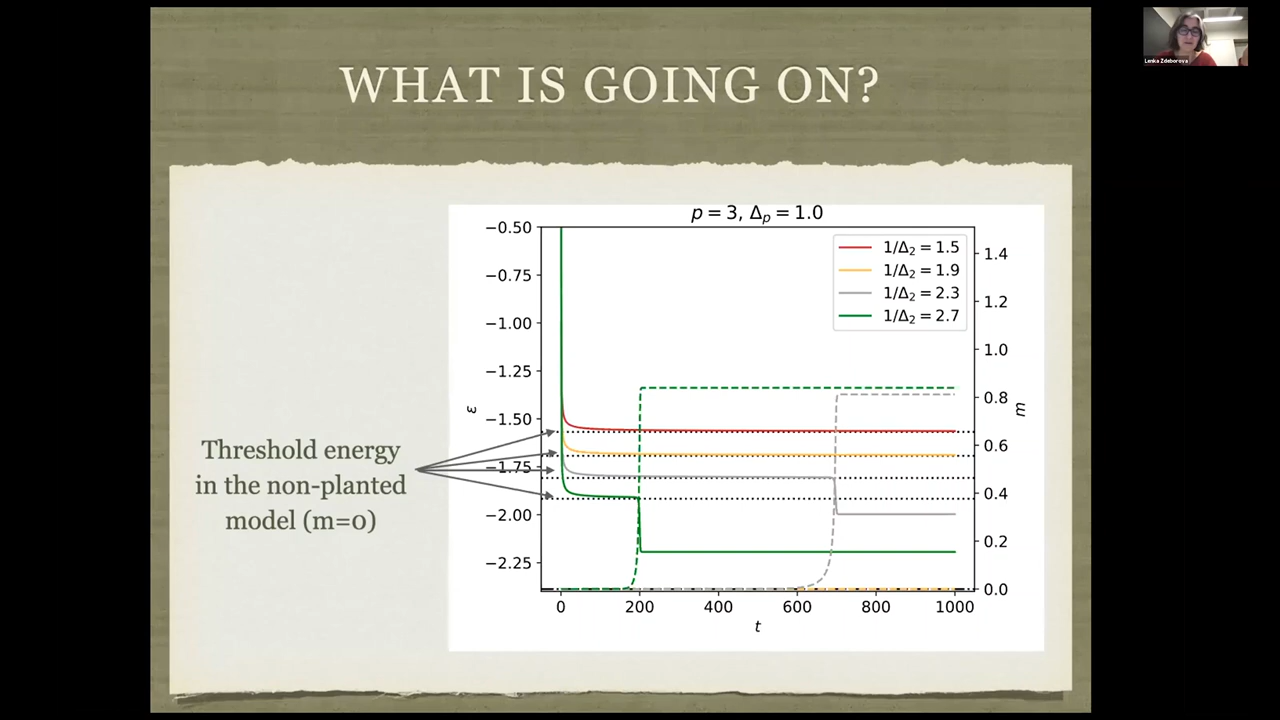 Lenka Zdeborova
WHAT IS GOING ON?
Threshold energy
in the non-planted
model (m=0)
p = 3, Δₚ = 1.0
1/Δ₂ = 1.5
1/Δ₂ = 1.9
1/Δ₂ = 2.3
1/Δ₂ = 2.7
−0.50
−0.75
−1.00
−1.25
−1.50
−1.75
−2.00
−2.25
ε
1.4
1.2
1.0
0.8
0.6
0.4
0.2
0.0
m
0 200 400 600 800 1000
t